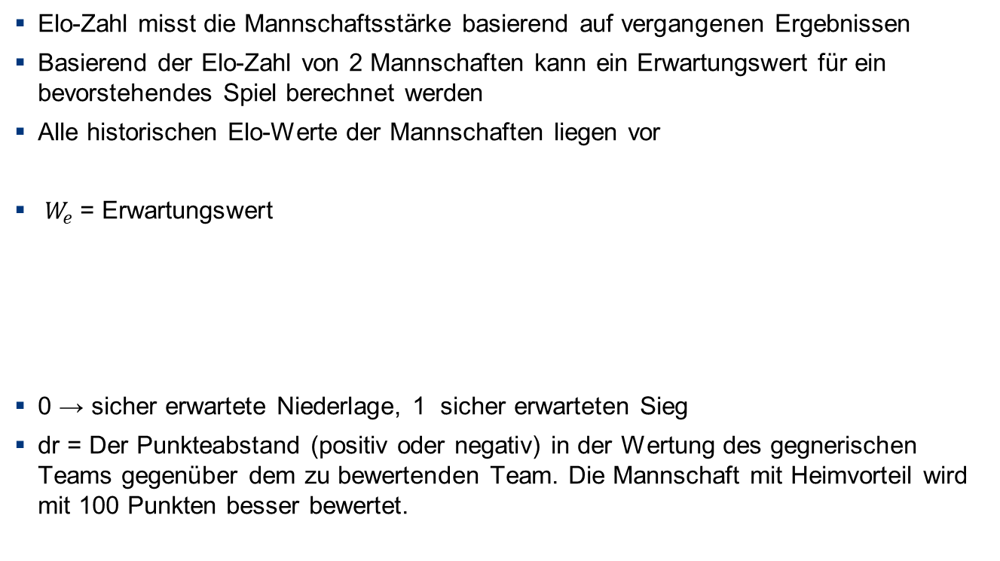 ▪ Elo-Zahl misst die Mannschaftsstärke basierend auf vergangenen Ergebnissen
▪ Basierend der Elo-Zahl von 2 Mannschaften kann ein Erwartungswert für ein
bevorstehendes Spiel berechnet werden
▪ Alle historischen Elo-Werte der Mannschaften liegen vor
▪ Wₑ = Erwartungswert
▪ 0 → sicher erwartete Niederlage, 1 sicher erwarteten Sieg
▪ dr = Der Punkteabstand (positiv oder negativ) in der Wertung des gegnerischen
Teams gegenüber dem zu bewertenden Team. Die Mannschaft mit Heimvorteil wird
mit 100 Punkten besser bewertet.